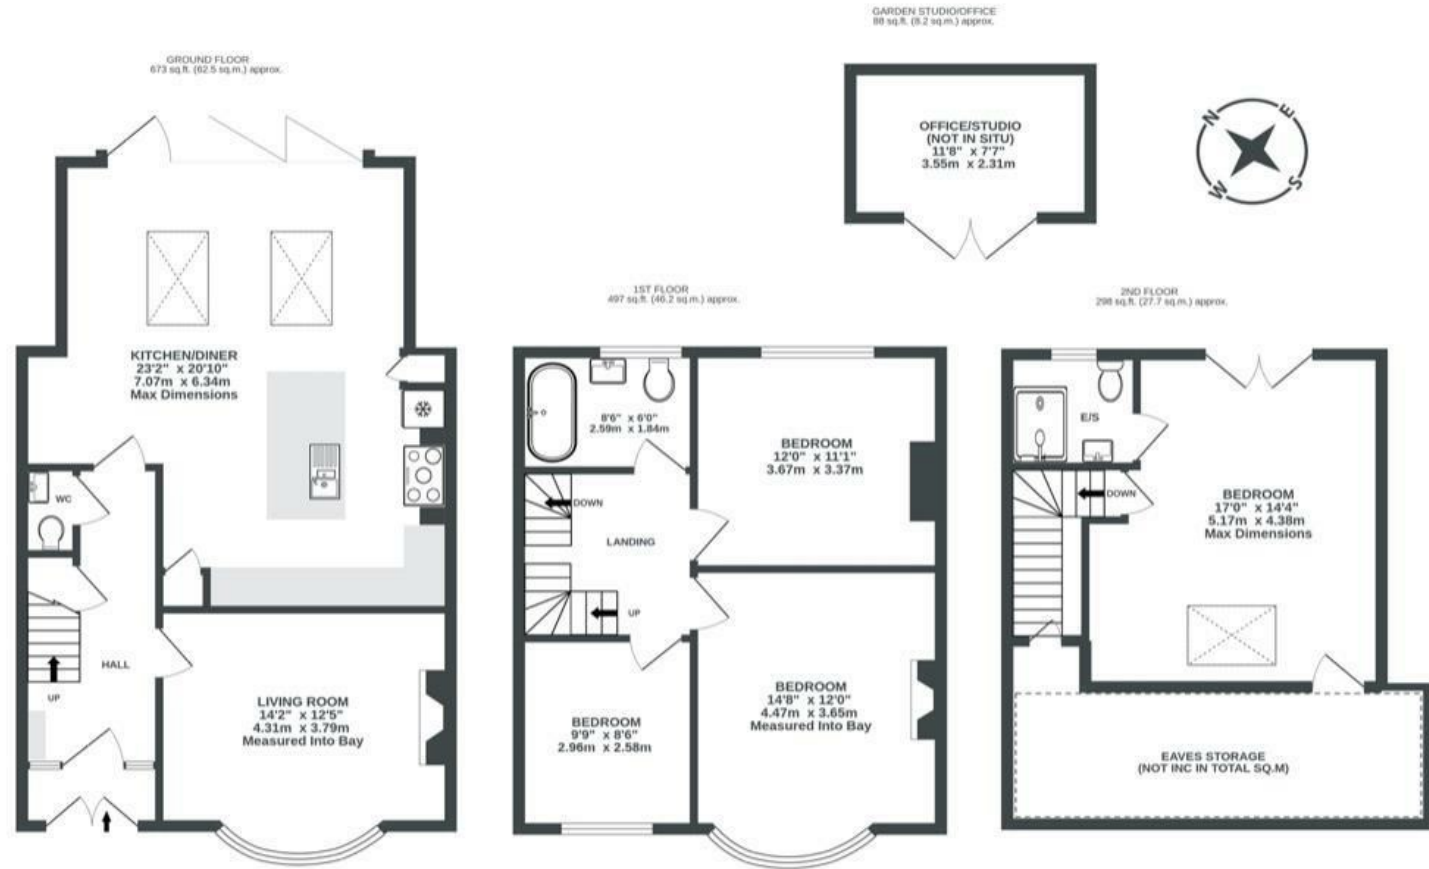 GARDEN STUDIO/OFFICE
88 sq.ft. (8.2 sq.m.) approx.
GROUND FLOOR
673 sq.ft. (62.5 sq.m.) approx.
OFFICE/STUDIO
(NOT IN SITU)
11'8" x 7'7"
3.55m x 2.31m
N
E
S
W
1ST FLOOR
497 sq.ft. (46.2 sq.m.) approx.
2ND FLOOR
298 sq.ft. (27.7 sq.m.) approx.
KITCHEN/DINER
23'2" x 20'10"
7.07m x 6.34m
Max Dimensions
WC
HALL
UP
LIVING ROOM
14'2" x 12'5"
4.31m x 3.79m
Measured Into Bay
8'6" x 6'0"
2.59m x 1.84m
BEDROOM
12'0" x 11'1"
3.67m x 3.37m
DOWN
LANDING
UP
BEDROOM
9'9" x 8'6"
2.96m x 2.58m
BEDROOM
14'8" x 12'0"
4.47m x 3.65m
Measured Into Bay
E/S
DOWN
BEDROOM
17'0" x 14'4"
5.17m x 4.38m
Max Dimensions
EAVES STORAGE
(NOT INC IN TOTAL SQ.M)